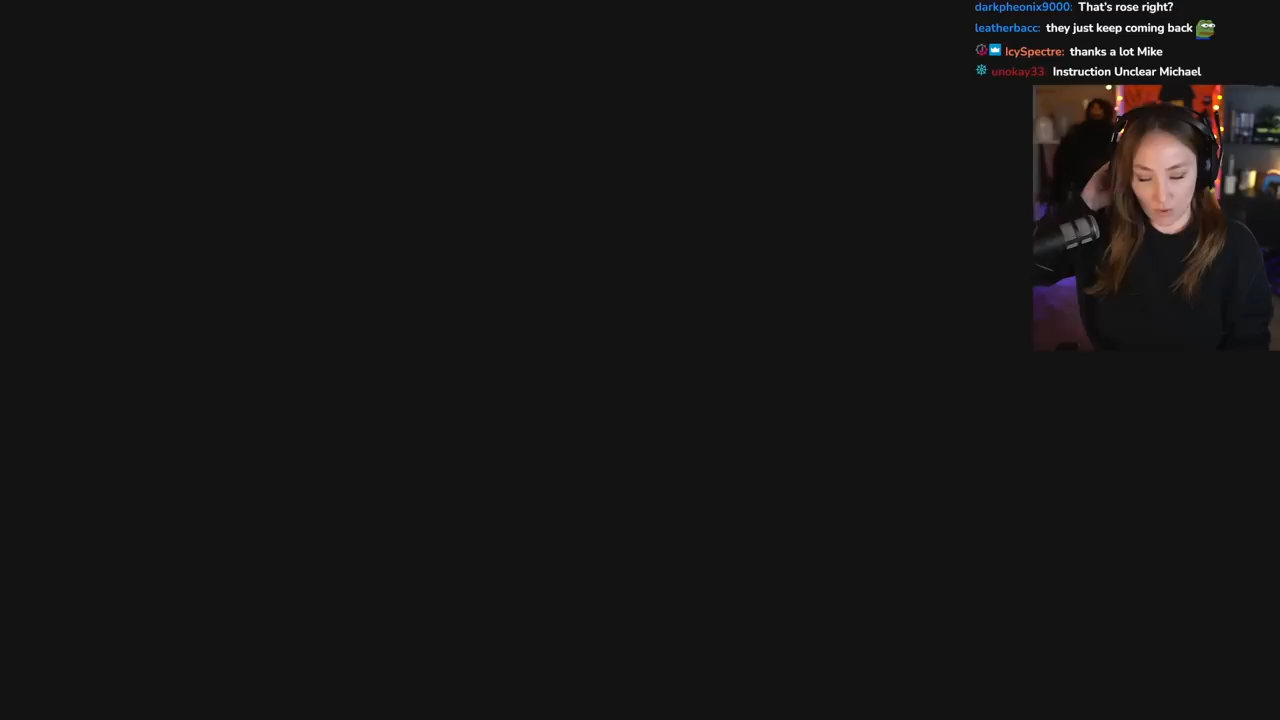 darkpheonix9000: That's rose right?
leatherbacc: they just keep coming back
IcySpectre: thanks a lot Mike
unokay33 Instruction Unclear Michael